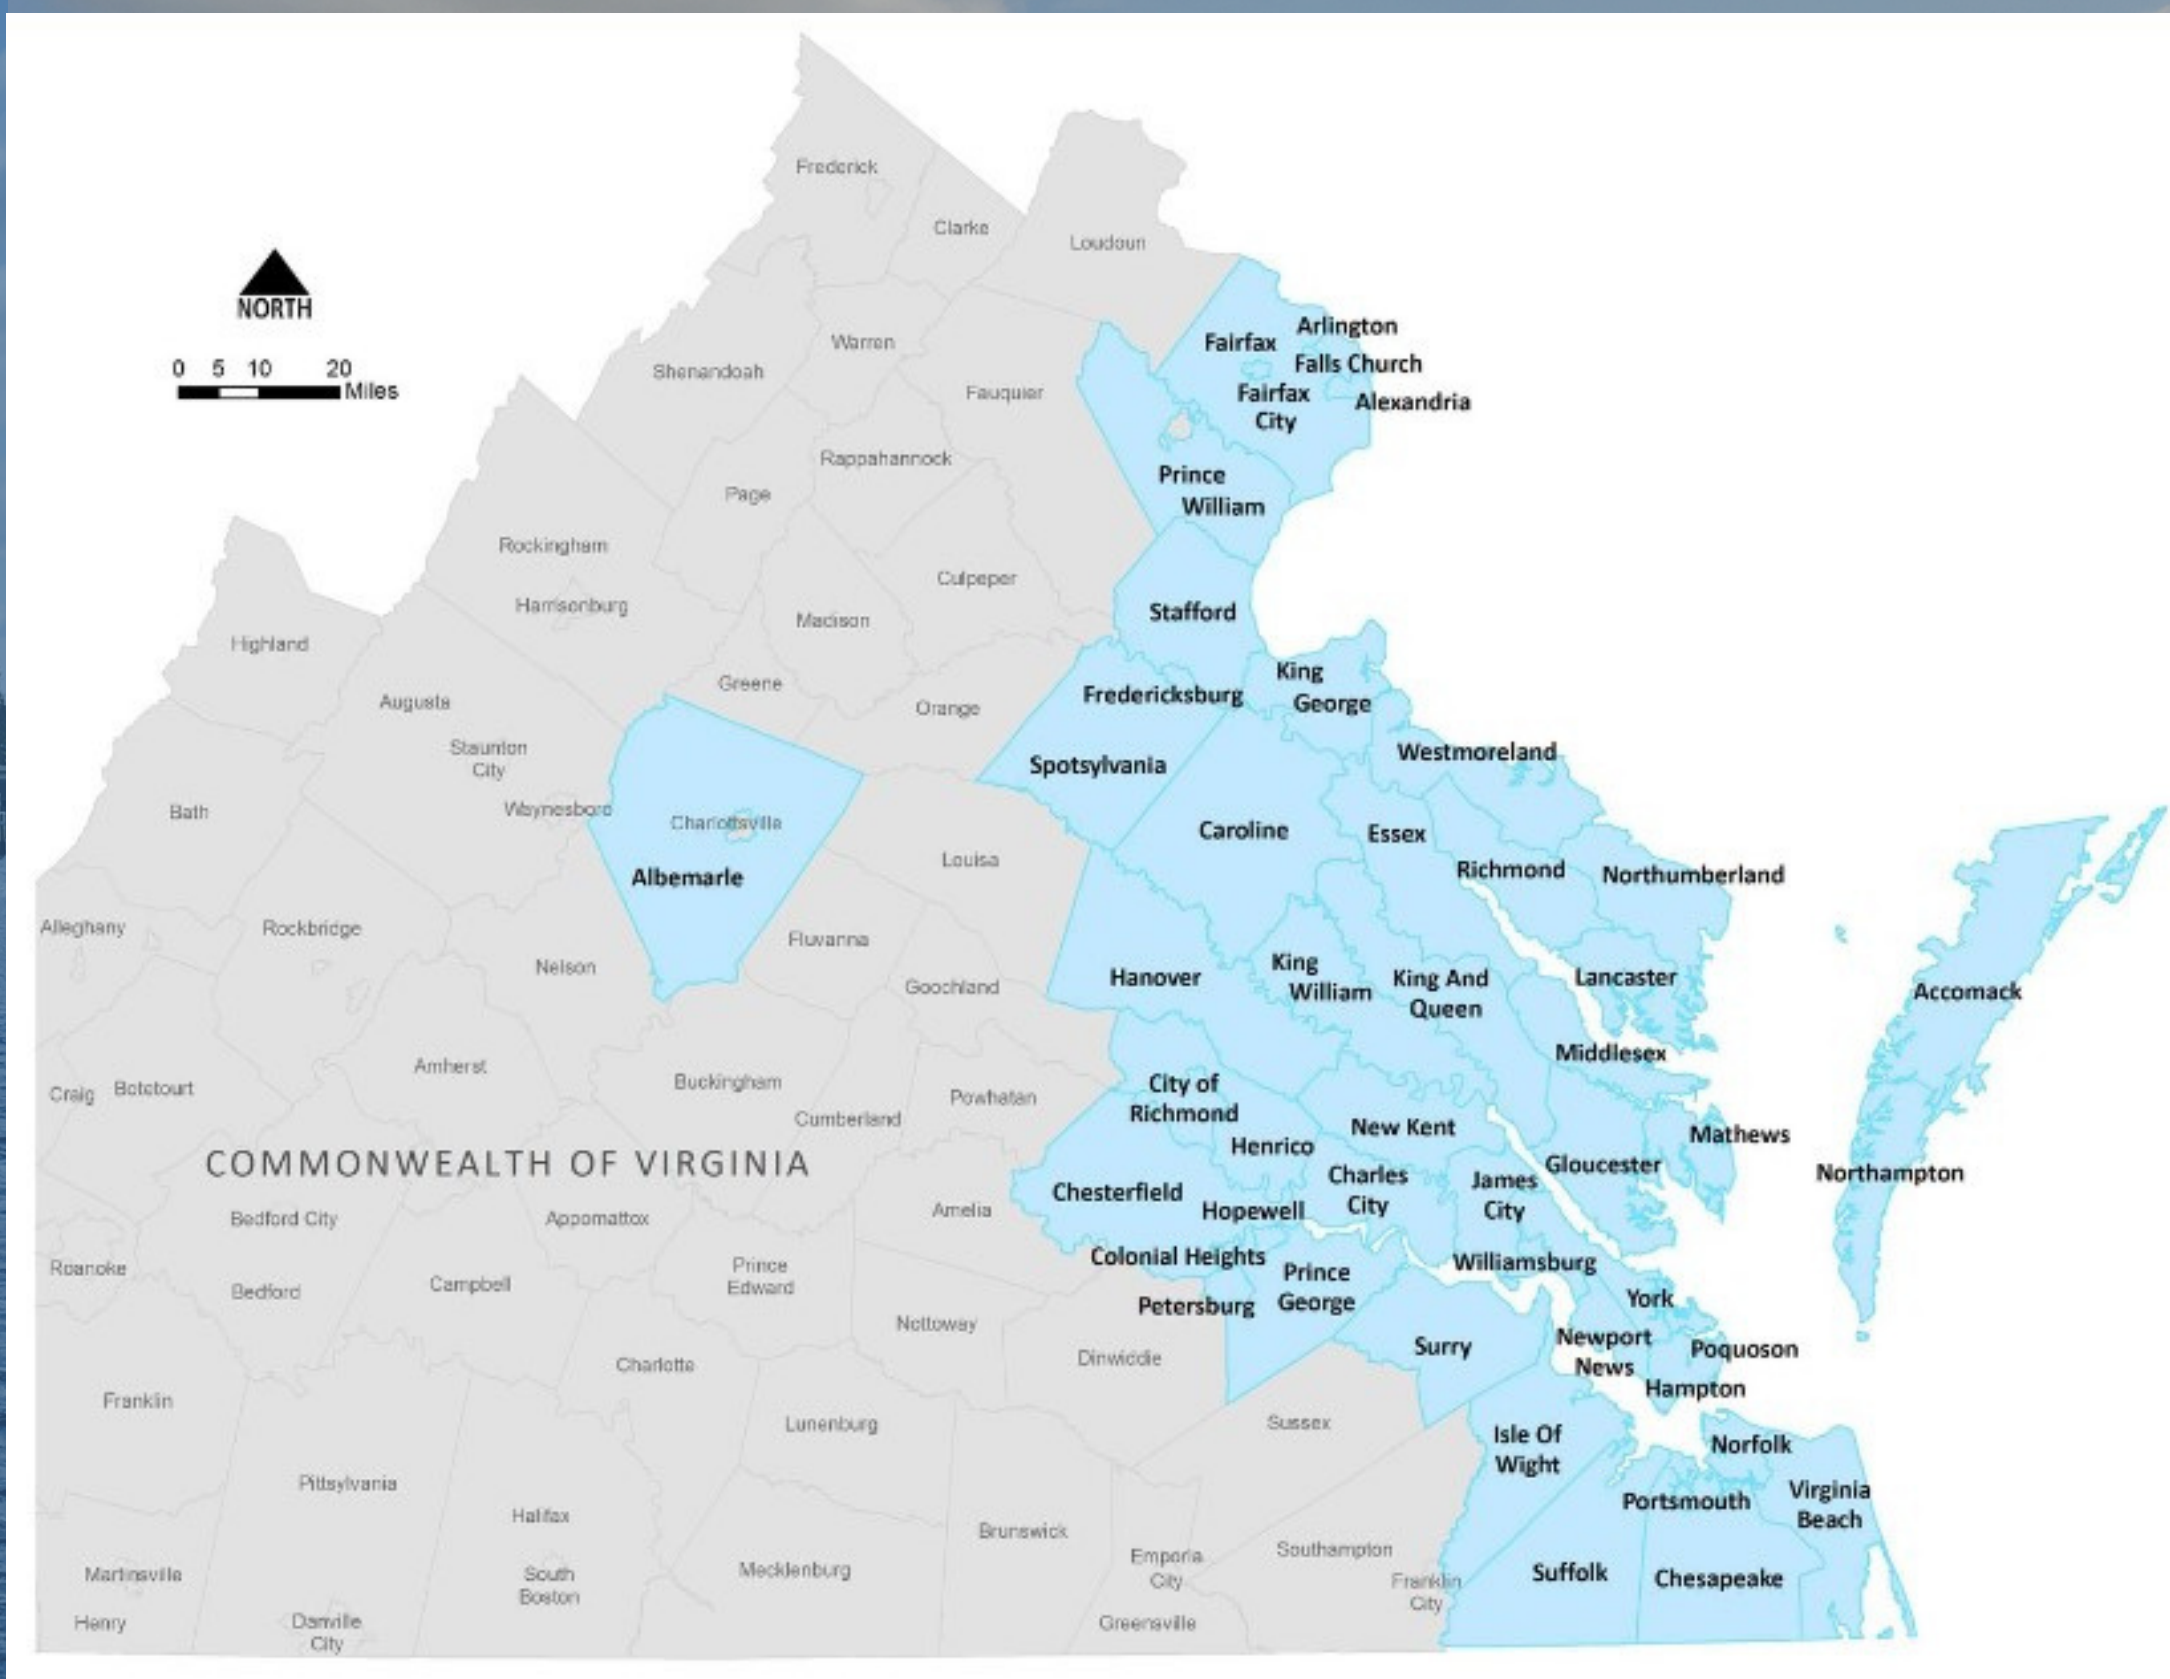 Frederick
Clarke
Loudoun
NORTH
0 5 10 20
Miles
Warren
Shenandoah
Fauquier
Fairfax
Arlington
Falls Church
Fairfax
City
Alexandria
Rappahannock
Page
Prince
William
Rockingham
Harrisonburg
Culpeper
Madison
Stafford
Highland
Greene
Augusta
Orange
Fredericksburg
King
George
Staunton
City
Spotsylvania
Westmoreland
Bath
Waynesboro
Charlottsville
Albemarle
Louisa
Caroline
Essex
Richmond
Northumberland
Alleghany
Rockbridge
Nelson
Fluvanna
Goochland
Hanover
King
William
King And
Queen
Lancaster
Accomack
Middlesex
Craig
Botetourt
Amherst
Buckingham
Cumberland
Powhatan
City of
Richmond
Henrico
New Kent
Mathews
COMMONWEALTH OF VIRGINIA
Gloucester
Northampton
Chesterfield
Charles
City
James
City
Hopewell
Bedford City
Appomattox
Amelia
Colonial Heights
Williamsburg
Roanoke
Bedford
Campbell
Prince
Edward
Petersburg
Prince
George
York
Nottoway
Dinwiddie
Surry
Newport
News
Poquoson
Hampton
Charlotte
Franklin
Lunenburg
Sussex
Isle Of
Wight
Norfolk
Pittsylvania
Halifax
Portsmouth
Virginia
Beach
Brunswick
Emporia
City
Southampton
Franklin
City
Suffolk
Chesapeake
Mecklenburg
Martinsville
South
Boston
Henry
Danville
City
Greensville